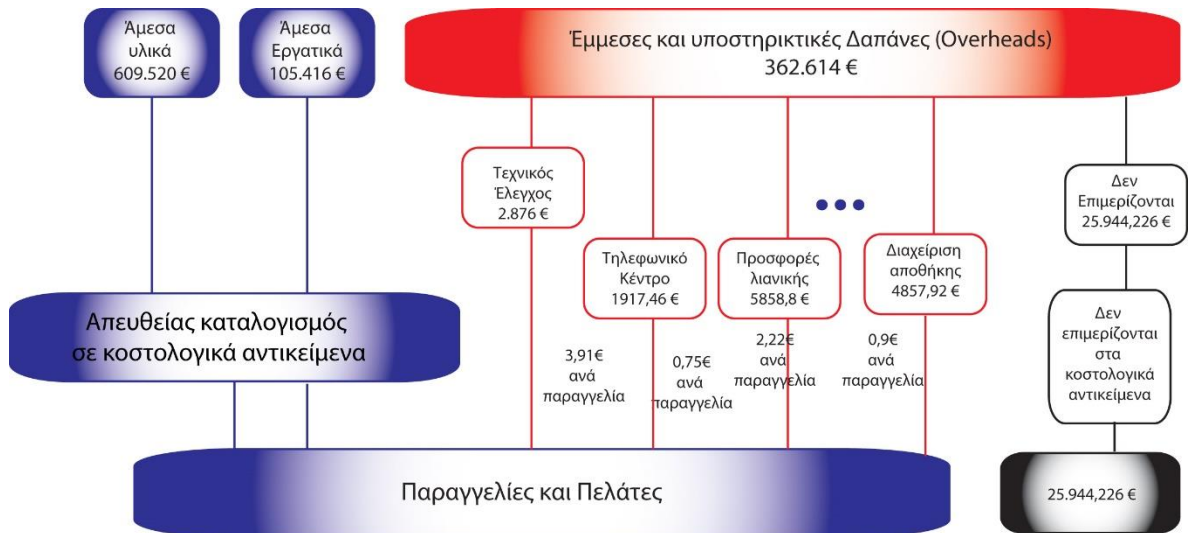 Άμεσα
υλικά
609.520 €
Άμεσα
Εργατικά
105.416 €
Έμμεσες και υποστηρικτικές Δαπάνες (Overheads)
362.614 €
Τεχνικός
Έλεγχος
2.876 €
Δεν
Επιμερίζονται
25.944,226 €
Τηλεφωνικό
Κέντρο
1917,46 €
Προσφορές
λιανικής
5858,8 €
Διαχείριση
αποθήκης
4857,92 €
Απευθείας καταλογισμός
σε κοστολογικά αντικείμενα
Δεν
επιμερίζονται
στα
κοστολογικά
αντικείμενα
3,91€
ανά
παραγγελία
0,75€
ανά
παραγγελία
2,22€
ανά
παραγγελία
0,9€
ανά
παραγγελία
Παραγγελίες και Πελάτες
25.944,226 €